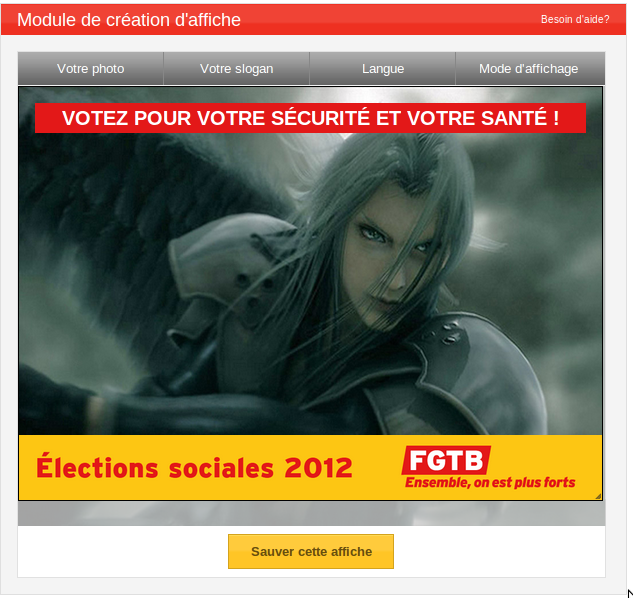 Module de création d'affiche
Besoin d'aide?
Votre photo
Votre slogan
Langue
Mode d'affichage
VOTEZ POUR VOTRE SÉCURITÉ ET VOTRE SANTÉ !
Élections sociales 2012
FGTB
Ensemble, on est plus forts
Sauver cette affiche